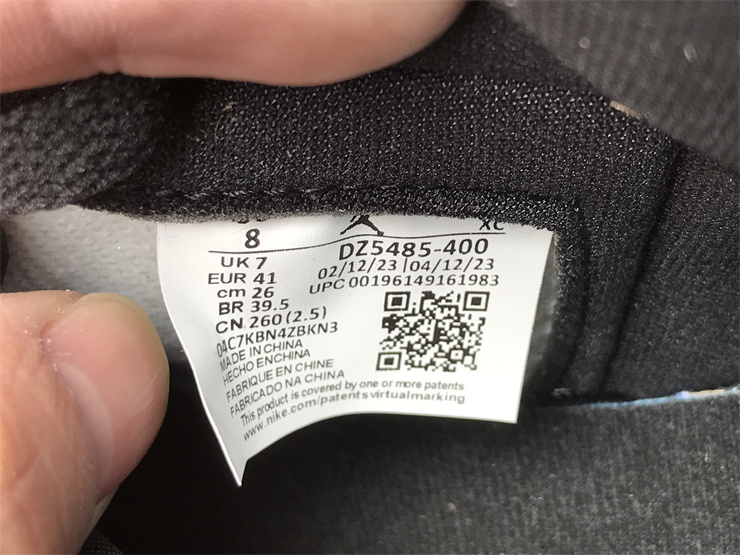 XC
8
DZ5485-400
UK 7
02/12/23 | 04/12/23
EUR 41
UPC 00196149161983
cm 26
BR 39.5
CN 260 (2.5)
04C7KBN4ZBKN3
MADE IN CHINA
HECHO EN CHINA
FABRIQUE EN CHINE
FABRICADO NA CHINA
This product is covered by one or more patents:
www.nike.com/patentsvirtualmarking